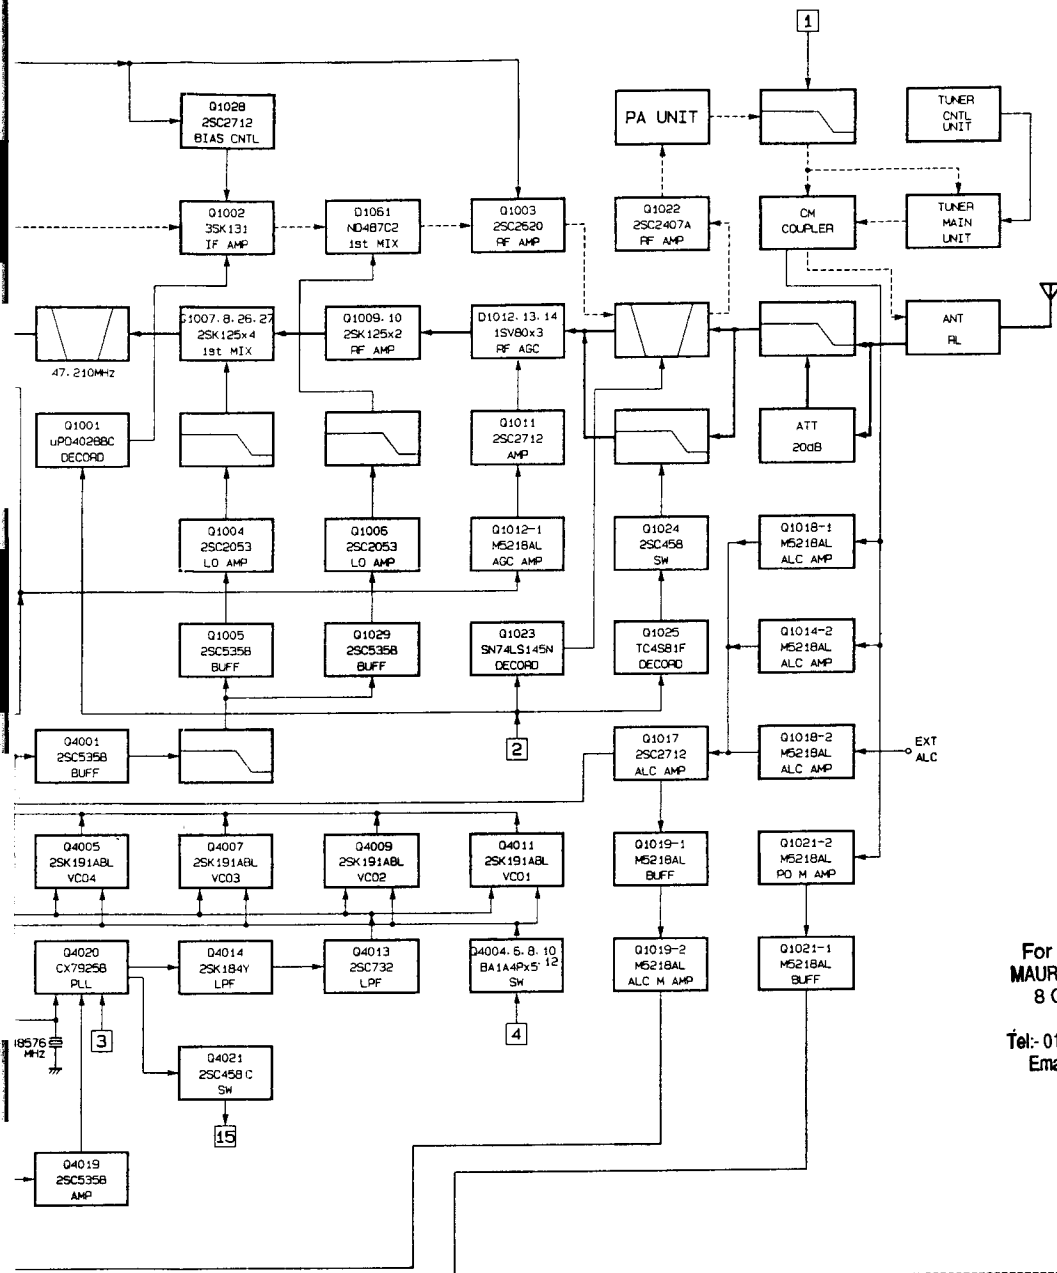 1
Q1028
2SC2712
BIAS CNTL
PA UNIT
TUNER
CNTL
UNIT
Q1002
3SK131
IF AMP
D1061
ND487C2
1st MIX
Q1003
2SC2620
RF AMP
Q1022
2SC2407A
RF AMP
CM
COUPLER
TUNER
MAIN
UNIT
47.210MHz
Q1007.8.26.27
2SK125x4
1st MIX
Q1009.10
2SK125x2
RF AMP
D1012.13.14
1SV80x3
RF AGC
ANT
RL
Q1001
uPD4028BC
DECORD
Q1011
2SC2712
AMP
ATT
20dB
Q1004
2SC2053
LO AMP
Q1006
2SC2053
LO AMP
Q1012-1
M5218AL
AGC AMP
Q1024
2SC458
SW
Q1018-1
M5218AL
ALC AMP
Q1005
2SC535B
BUFF
Q1029
2SC535B
BUFF
Q1023
SN74LS145N
DECORD
Q1025
TC4S81F
DECORD
Q1014-2
M5218AL
ALC AMP
2
Q4001
2SC535B
BUFF
Q1017
2SC2712
ALC AMP
Q1018-2
M5218AL
ALC AMP
EXT
ALC
Q4005
2SK191ABL
VCO4
Q4007
2SK191ABL
VCO3
Q4009
2SK191ABL
VCO2
Q4011
2SK191ABL
VCO1
Q1019-1
M5218AL
BUFF
Q1021-2
M5218AL
PO M AMP
Q4020
CX7925B
PLL
Q4014
2SK184Y
LPF
Q4013
2SC732
LPF
Q4004.6.8.10
12
BA1A4Px5
SW
Q1019-2
M5218AL
ALC M AMP
Q1021-1
M5218AL
BUFF
For
MAUR
8
Tel:- 01
Ema
18576
MHz
3
4
Q4021
2SC458 C
SW
15
Q4019
2SC535B
AMP